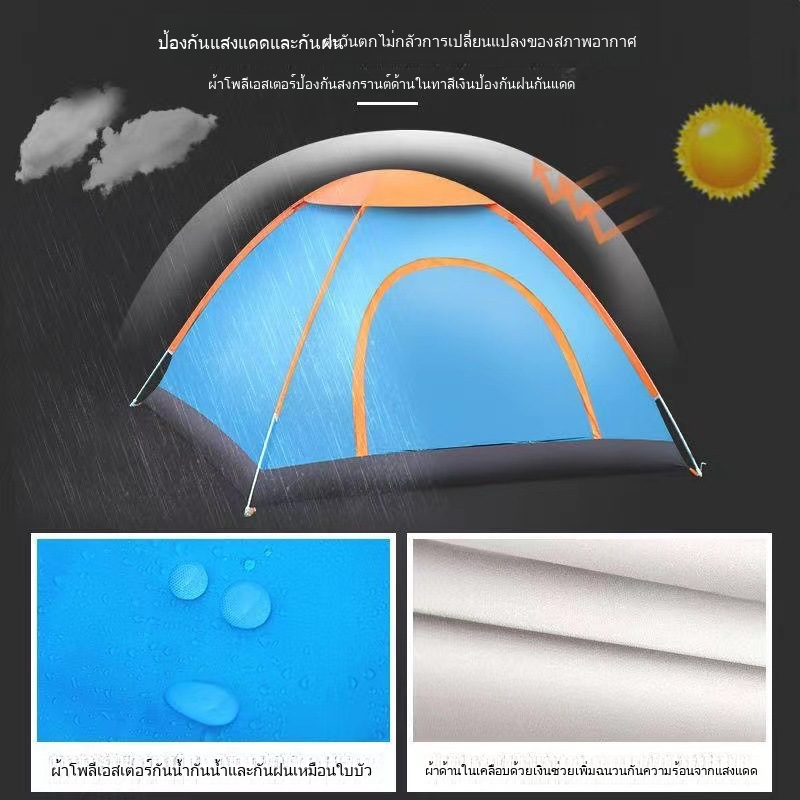 ป้องกันแสงแดดและกันฝน ตะวันตกไม่กลัวการเปลี่ยนแปลงของสภาพอากาศ
ผ้าโพลีเอสเตอร์ป้องกันสงกรานต์ด้านในทาสีเงินป้องกันฝนกันแดด
ผ้าโพลีเอสเตอร์กันน้ำกันน้ำและกันฝนเหมือนใบบัว
ผ้าด้านในเคลือบด้วยเงินช่วยเพิ่มฉนวนกันความร้อนจากแสงแดด